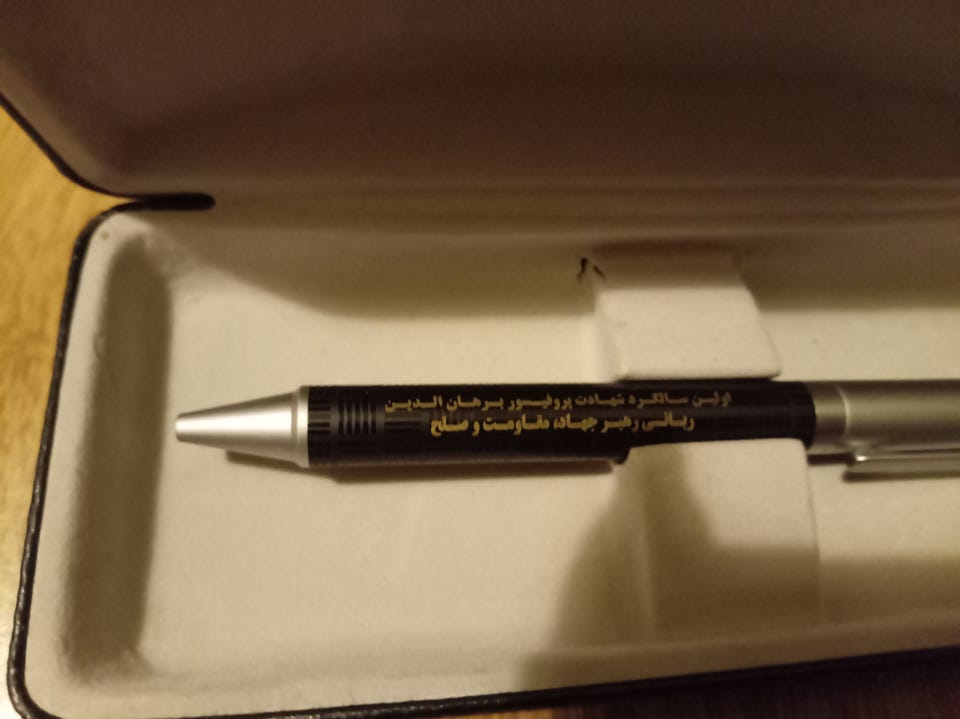 اولین سالگرد شهادت پروفیسور برهان الدین
ربانی رهبر جهاد، مقاومت و صلح